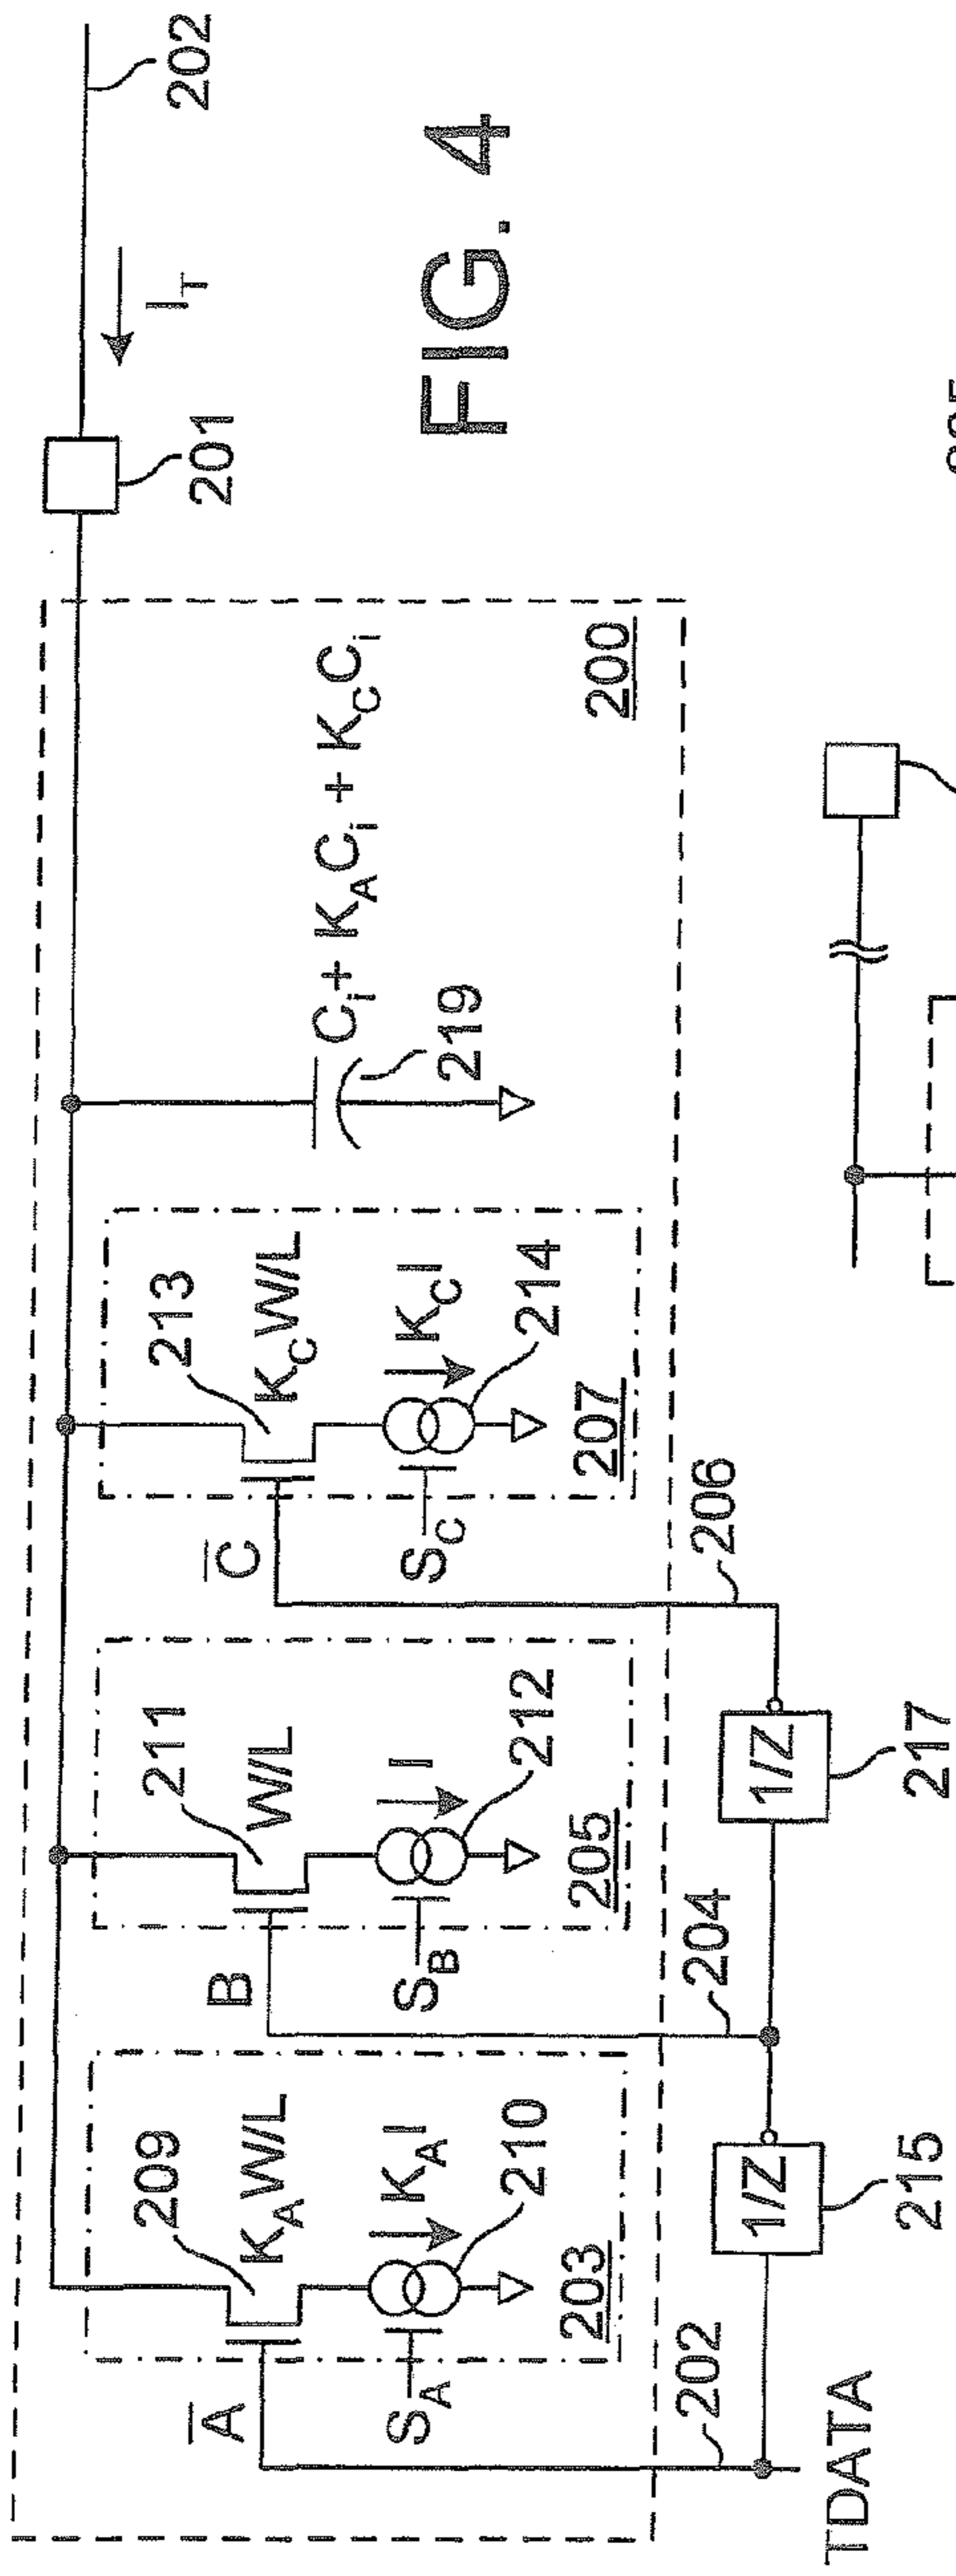 202
I_T
201
FIG. 4
C_i + K_A C_i + K_C C_i
219
200
213
K_C W/L
K_C I
214
207
C̅
S_C
206
211
W/L
I
212
205
B
S_B
204
1/Z
217
209
K_A W/L
K_A I
210
203
A̅
S_A
202
1/Z
215
TDATA